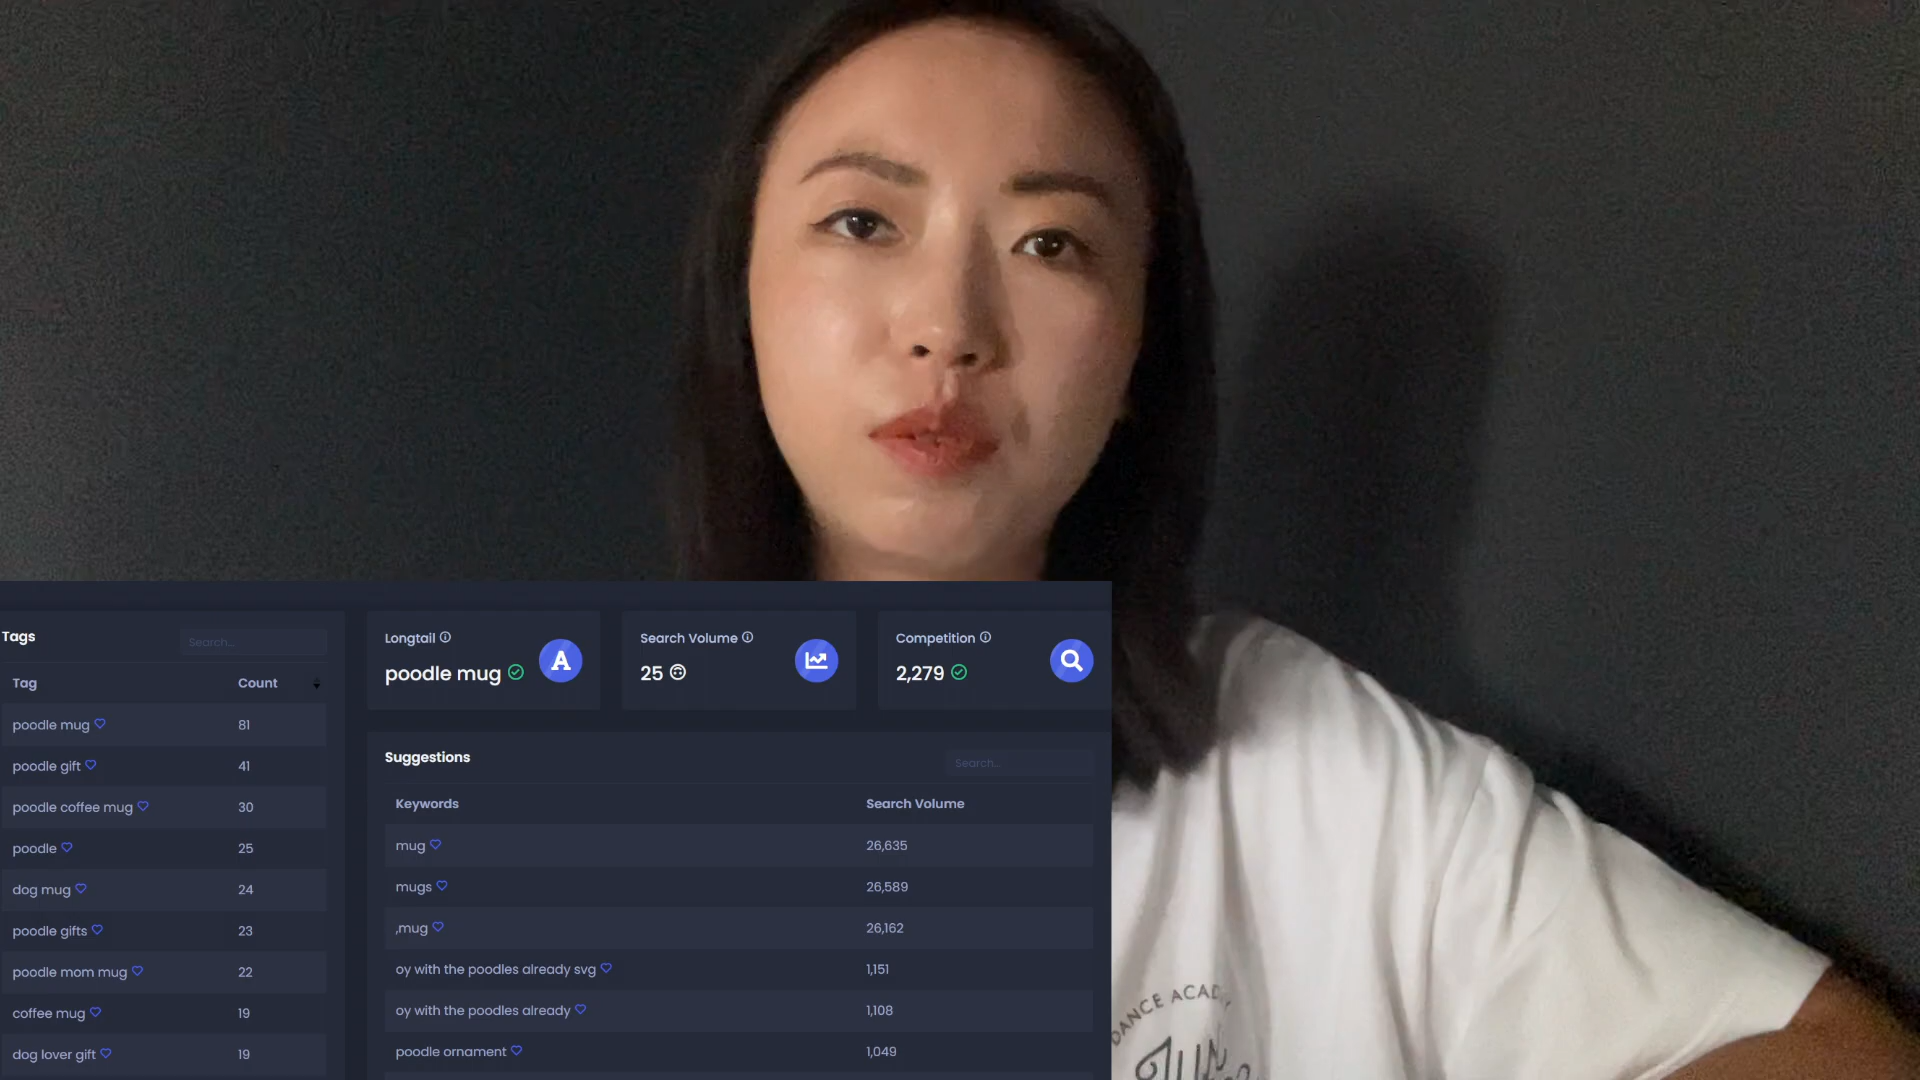 Tags
Search...
Tag Count
poodle mug 81
poodle gift 41
poodle coffee mug 30
poodle 25
dog mug 24
poodle gifts 23
poodle mom mug 22
coffee mug 19
dog lover gift 19
Longtail
poodle mug
Search Volume
25
Competition
2,279
Suggestions
Search...
Keywords Search Volume
mug 26,635
mugs 26,589
,mug 26,162
oy with the poodles already svg 1,151
oy with the poodles already 1,108
poodle ornament 1,049
DANCE